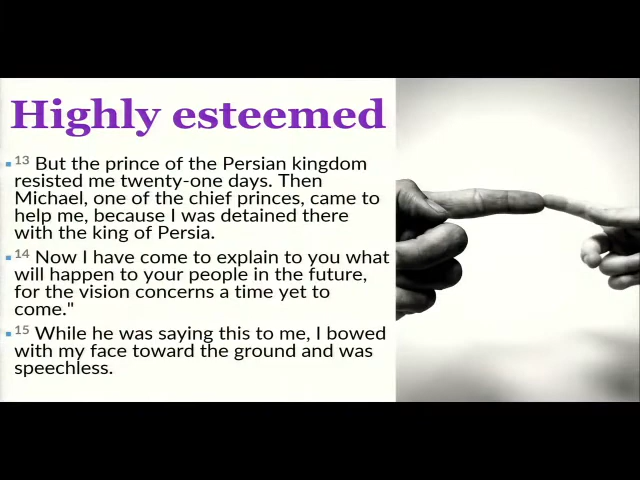 Highly esteemed
13 But the prince of the Persian kingdom
resisted me twenty-one days. Then
Michael, one of the chief princes, came to
help me, because I was detained there
with the king of Persia.
14 Now I have come to explain to you what
will happen to your people in the future,
for the vision concerns a time yet to
come."
15 While he was saying this to me, I bowed
with my face toward the ground and was
speechless.